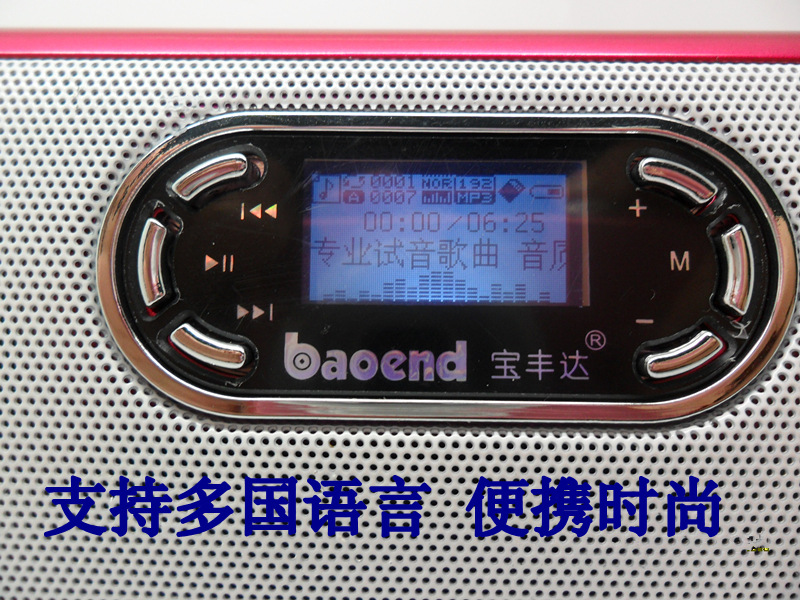 0001 NOR 192
A 0007 MP3
00:00/06:25
专业试音歌曲 音质
+
M
−
baoend 宝丰达®
支持多国语言 便携时尚